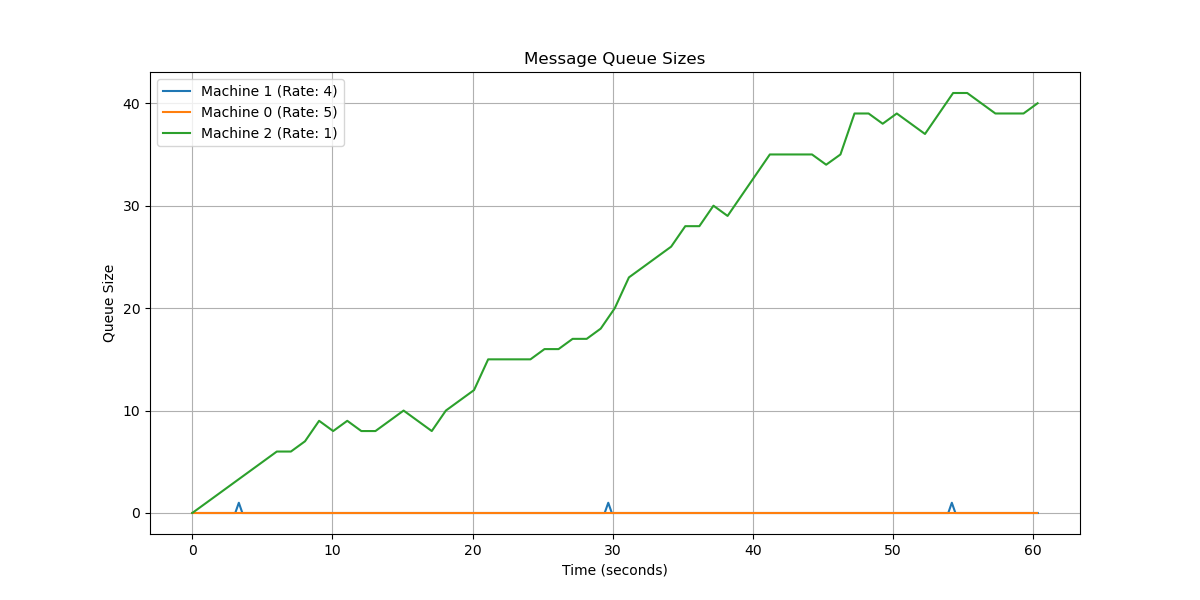 Message Queue Sizes
Machine 1 (Rate: 4)
Machine 0 (Rate: 5)
Machine 2 (Rate: 1)
Queue Size
40
30
20
10
0
0 10 20 30 40 50 60
Time (seconds)